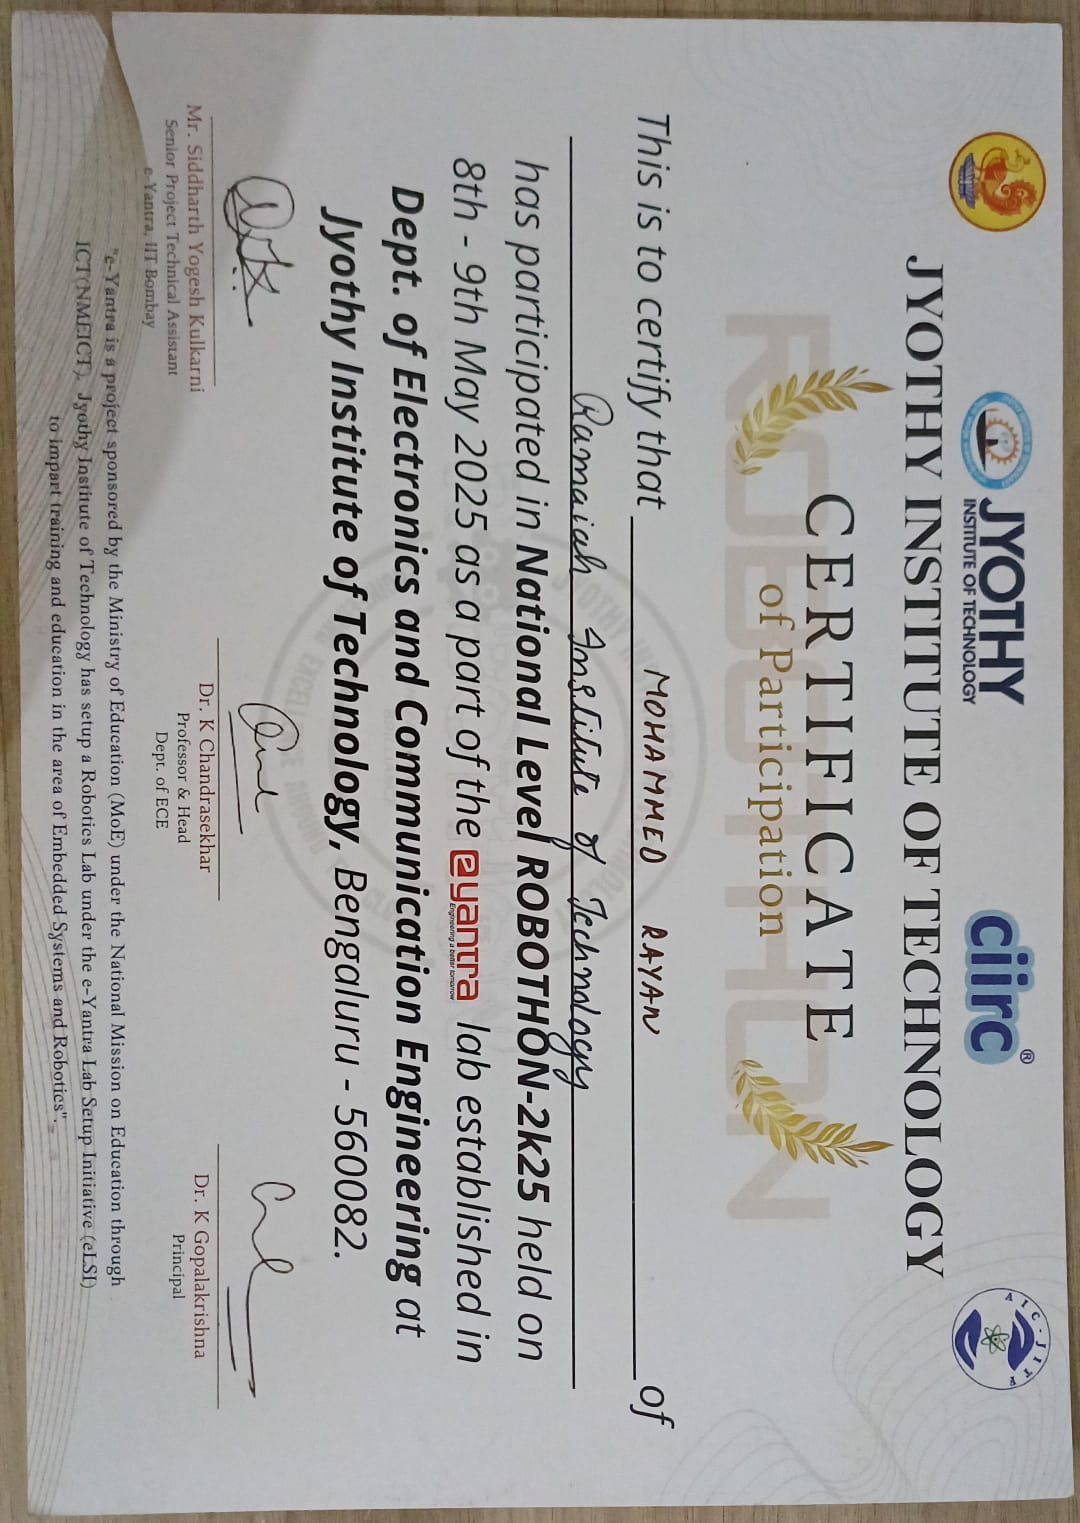 JYOTHY
INSTITUTE OF TECHNOLOGY
ciirc®
AIC-JITF
JYOTHY INSTITUTE OF TECHNOLOGY
ROBOTHON
CERTIFICATE
of Participation
This is to certify that MOHAMMED RAYAN of
Ramaiah Institute of Technology
has participated in National Level ROBOTHON-2k25 held on
8th - 9th May 2025 as a part of the eyantra lab established in
Engineering a better tomorrow
Dept. of Electronics and Communication Engineering at
Jyothy Institute of Technology, Bengaluru - 560082.
Mr. Siddharth Yogesh Kulkarni
Senior Project Technical Assistant
e-Yantra, IIT Bombay
Dr. K Chandrasekhar
Professor & Head
Dept. of ECE
Dr. K Gopalakrishna
Principal
"e-Yantra is a project sponsored by the Ministry of Education (MoE) under the National Mission on Education through
ICT(NMEICT). Jyothy Institute of Technology has setup a Robotics Lab under the e-Yantra Lab Setup Initiative (eLSI)
to impart training and education in the area of Embedded Systems and Robotics".